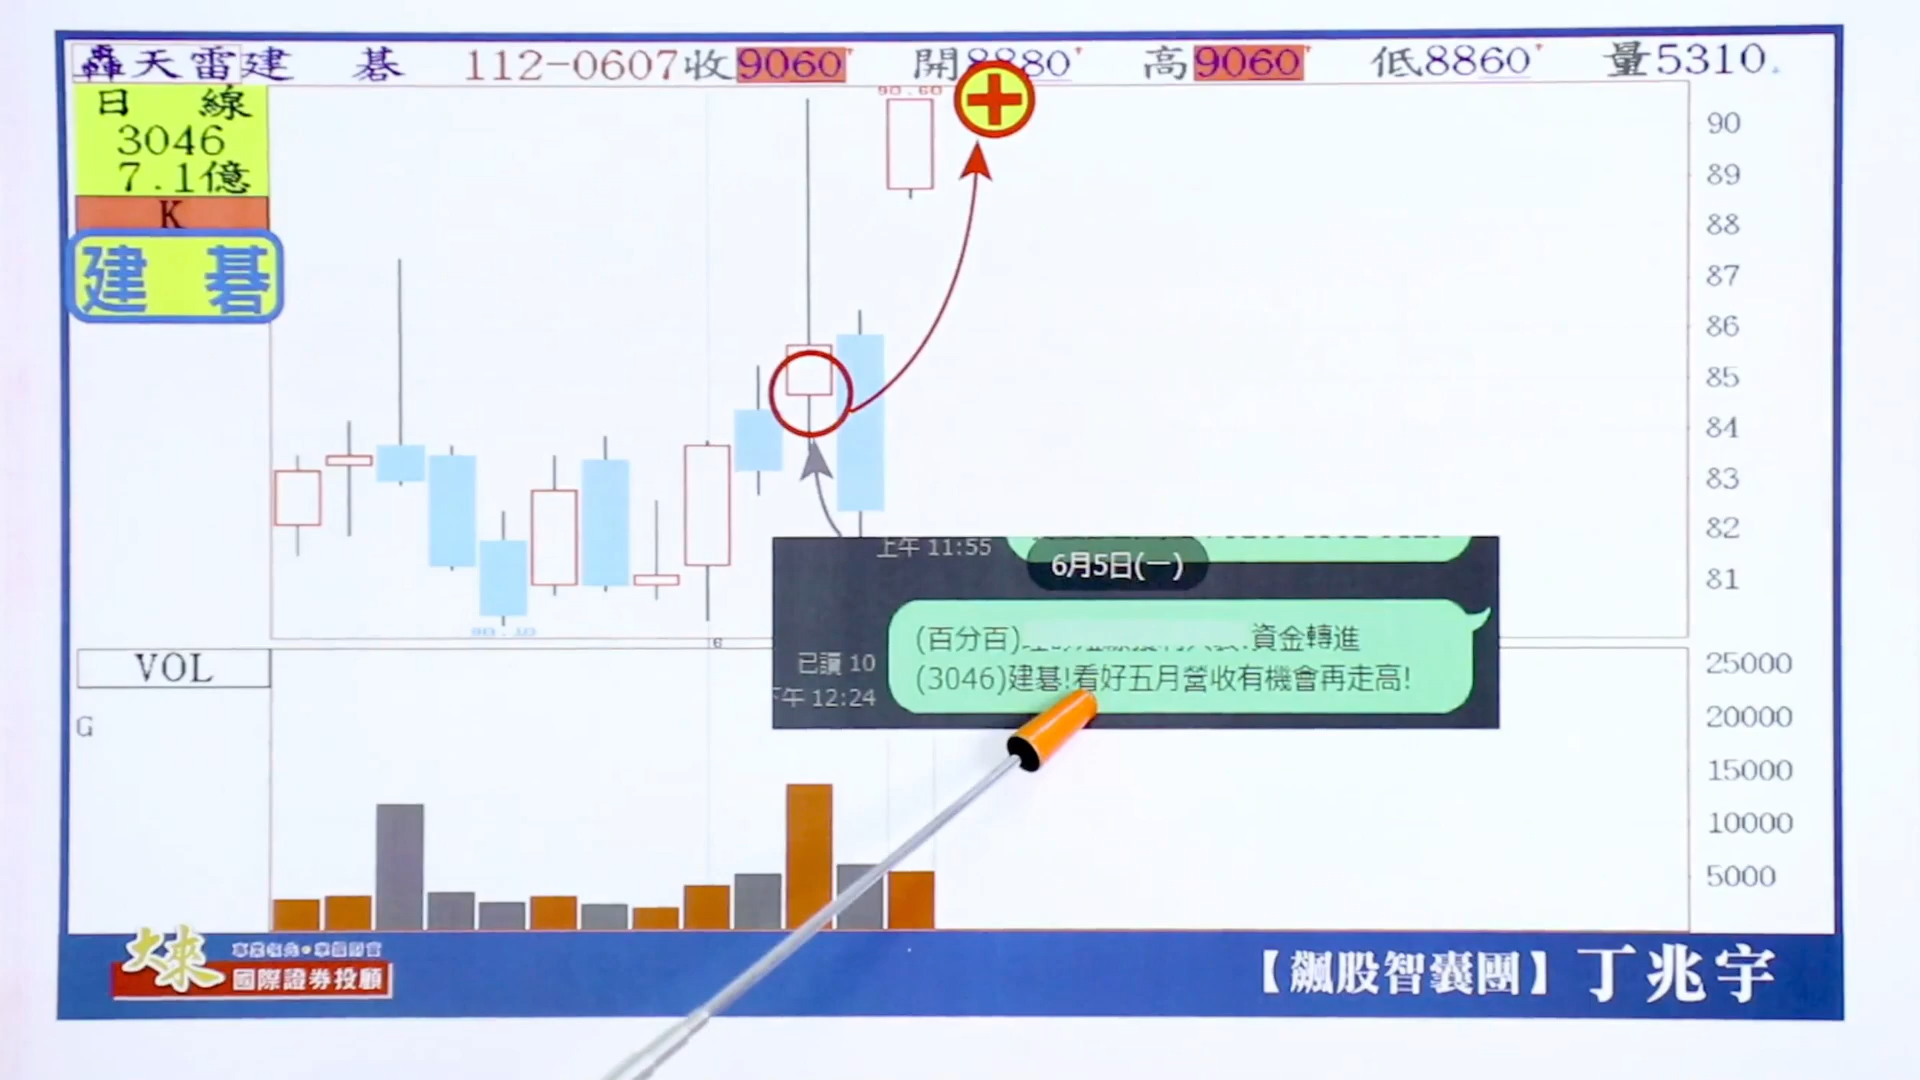 轟天雷建 碁 112-0607收9060 開8880 高9060 低8860 量5310
日 線
3046
7.1億
K
建 碁
90.60
90
89
88
87
86
85
84
83
82
81
6
上午 11:55
6月5日(一)
(百分百) 資金轉進
(3046)建碁!看好五月營收有機會再走高!
已讀 10
下午 12:24
VOL
G
25000
20000
15000
10000
5000
大來
國際證券投顧
【飆股智囊團】丁兆宇